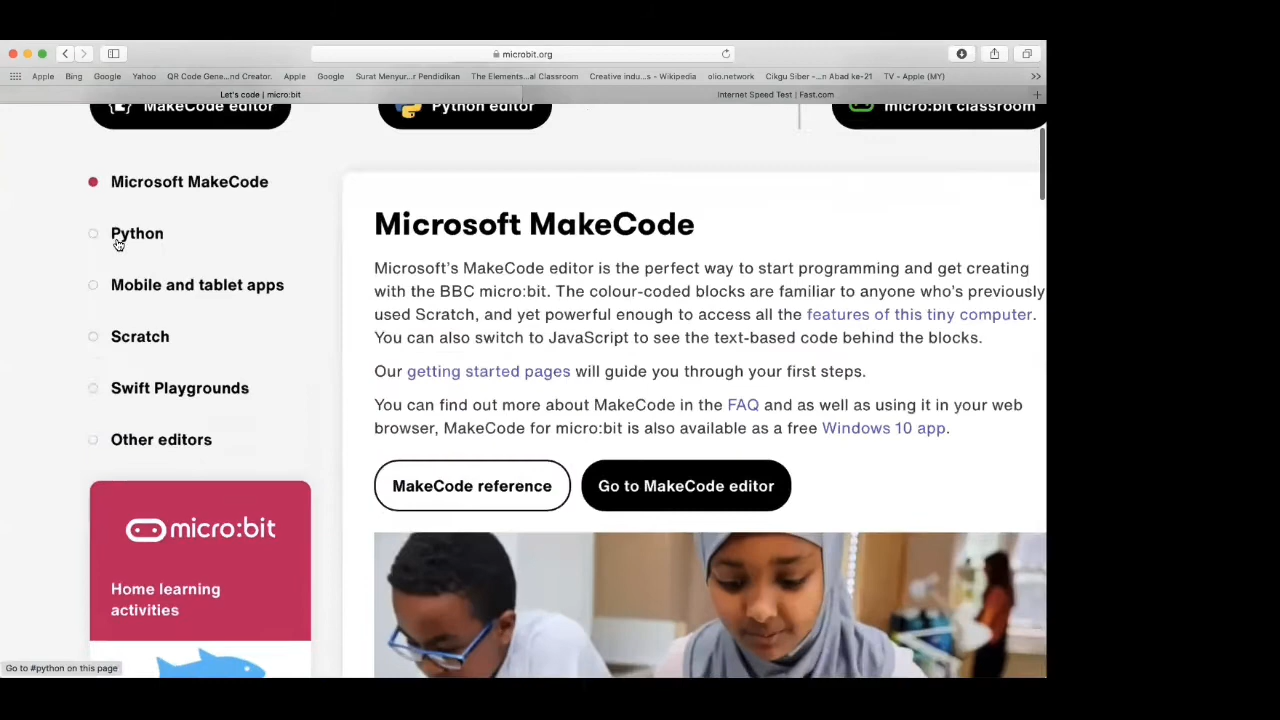 microbit.org
Apple Bing Google Yahoo QR Code Gene...nd Creator. Apple Google Surat Menyur...r Pendidikan The Elements...al Classroom Creative indu...s - Wikipedia olio.network Cikgu Siber -...n Abad ke-21 TV - Apple (MY) >>
Let's code | micro:bit Internet Speed Test | Fast.com +
MakeCode editor Python editor micro:bit classroom
Microsoft MakeCode
Python
Mobile and tablet apps
Scratch
Swift Playgrounds
Other editors
micro:bit
Home learning
activities
Microsoft MakeCode
Microsoft's MakeCode editor is the perfect way to start programming and get creating
with the BBC micro:bit. The colour-coded blocks are familiar to anyone who's previously
used Scratch, and yet powerful enough to access all the features of this tiny computer.
You can also switch to JavaScript to see the text-based code behind the blocks.
Our getting started pages will guide you through your first steps.
You can find out more about MakeCode in the FAQ and as well as using it in your web
browser, MakeCode for micro:bit is also available as a free Windows 10 app.
MakeCode reference Go to MakeCode editor
Go to #python on this page